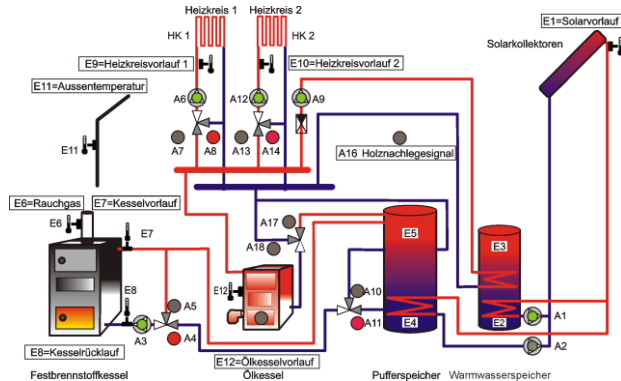 Heizkreis 1
Heizkreis 2
E1=Solarvorlauf
HK 1
HK 2
Solarkollektoren
E9=Heizkreisvorlauf 1
E10=Heizkreisvorlauf 2
E11=Aussentemperatur
A6
A12
A9
E11
A7
A8
A13
A14
A16 Holznachlegesignal
E6=Rauchgas
E7=Kesselvorlauf
E6
E7
A17
A18
E5
E3
E12
A10
E8
A5
A3
A4
A11
E4
E2
A1
A2
E8=Kesselrücklauf
E12=Ölkesselvorlauf
Festbrennstoffkessel
Ölkessel
Pufferspeicher
Warmwasserspeicher